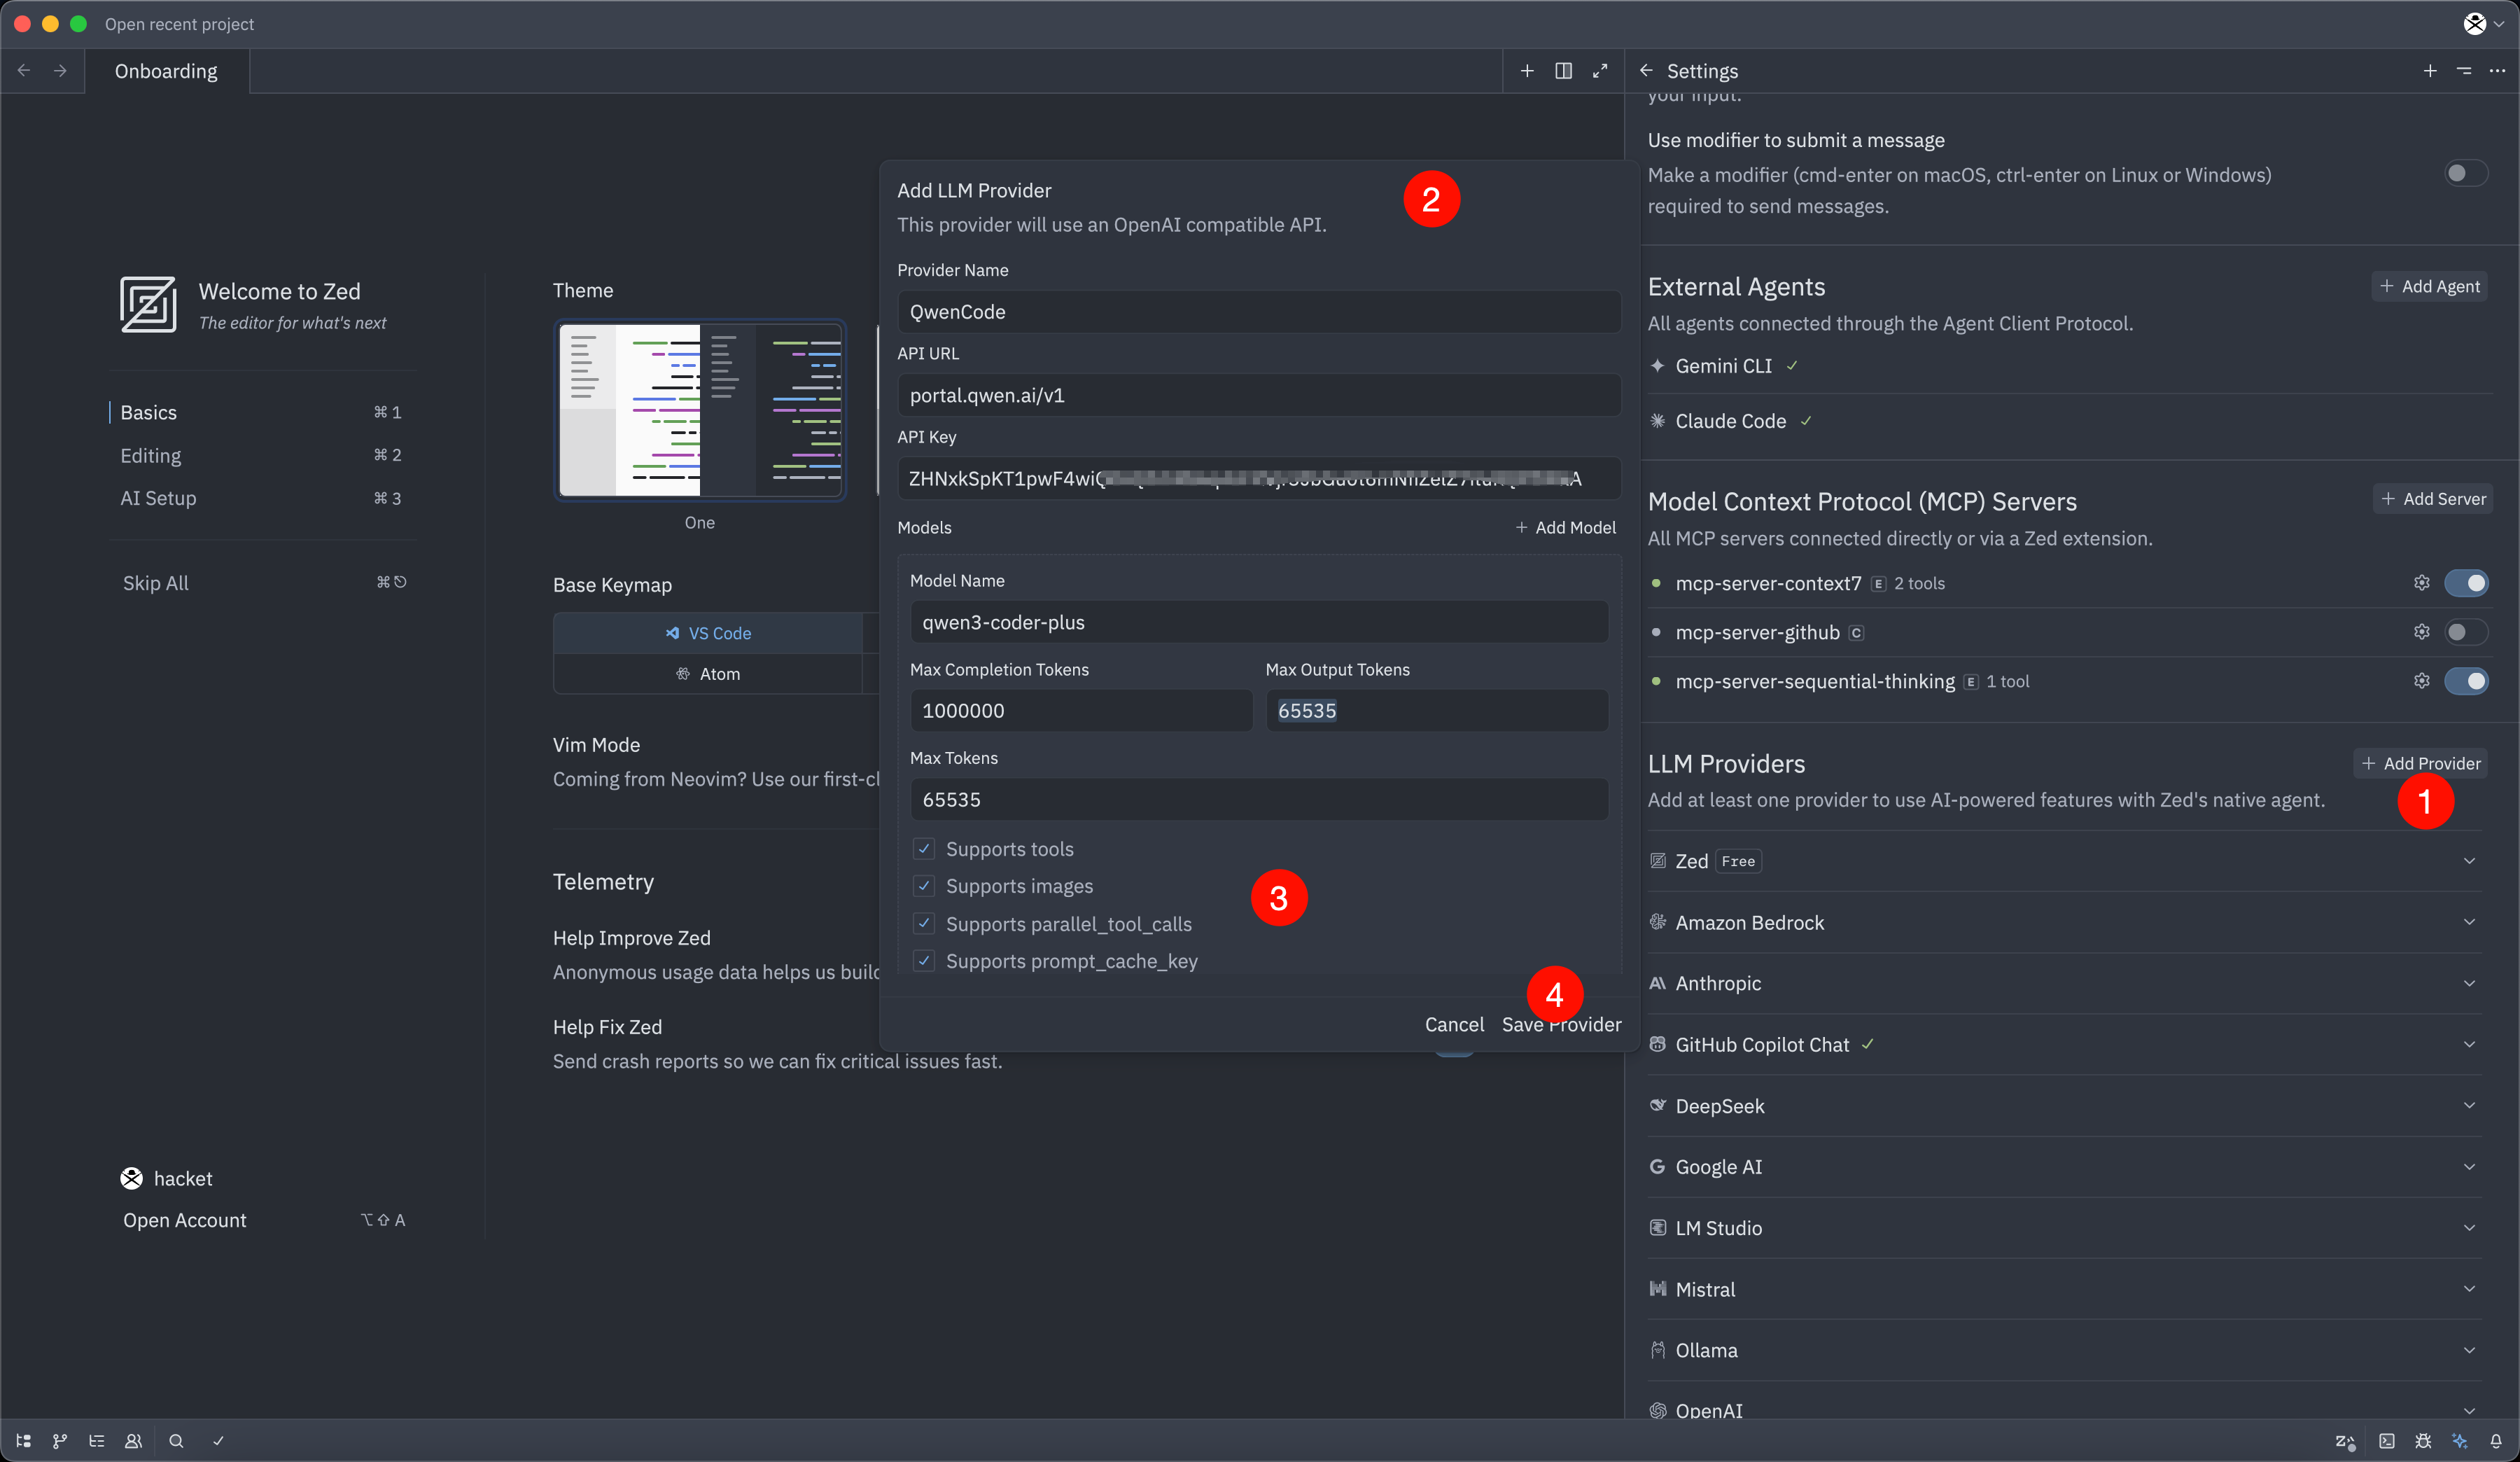 Open recent project
Onboarding
Settings
your input.
Use modifier to submit a message
Make a modifier (cmd-enter on macOS, ctrl-enter on Linux or Windows)
required to send messages.
External Agents
+ Add Agent
All agents connected through the Agent Client Protocol.
Gemini CLI
Claude Code
Model Context Protocol (MCP) Servers
+ Add Server
All MCP servers connected directly or via a Zed extension.
mcp-server-context7 E 2 tools
mcp-server-github C
mcp-server-sequential-thinking E 1 tool
LLM Providers
+ Add Provider
1
Add at least one provider to use AI-powered features with Zed's native agent.
Zed Free
Amazon Bedrock
Anthropic
GitHub Copilot Chat
DeepSeek
Google AI
LM Studio
Mistral
Ollama
OpenAI
Welcome to Zed
The editor for what's next
Basics ⌘ 1
Editing ⌘ 2
AI Setup ⌘ 3
Skip All ⌘
hacket
Open Account ⌥⇧ A
Theme
One
Base Keymap
VS Code
Atom
Vim Mode
Coming from Neovim? Use our first-cl
Telemetry
Help Improve Zed
Anonymous usage data helps us build
Help Fix Zed
Send crash reports so we can fix critical issues fast.
Add LLM Provider
2
This provider will use an OpenAI compatible API.
Provider Name
QwenCode
API URL
portal.qwen.ai/v1
API Key
Models
+ Add Model
Model Name
qwen3-coder-plus
Max Completion Tokens
Max Output Tokens
1000000
65535
Max Tokens
65535
Supports tools
Supports images
3
Supports parallel_tool_calls
Supports prompt_cache_key
4
Cancel
Save Provider